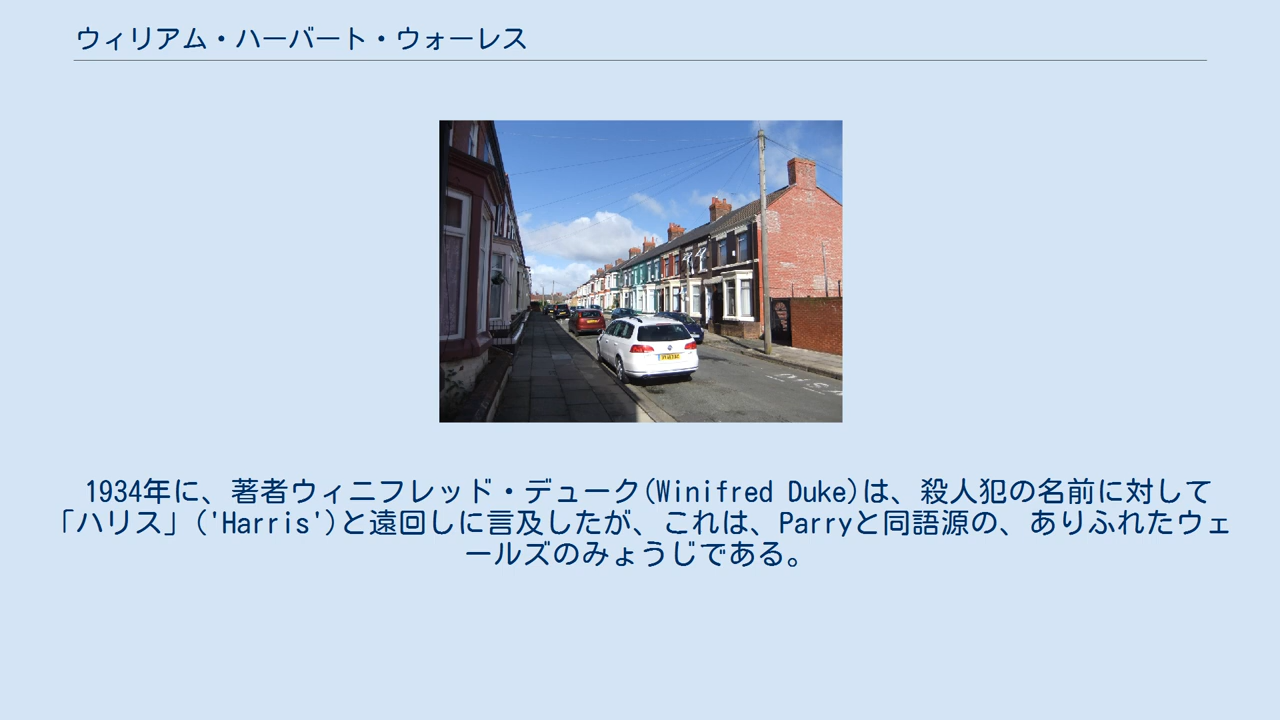 ウィリアム・ハーバート・ウォーレス
1934年に、著者ウィニフレッド・デューク(Winifred Duke)は、殺人犯の名前に対して
「ハリス」('Harris')と遠回しに言及したが、これは、Parryと同語源の、ありふれたウェ
ールズのみょうじである。